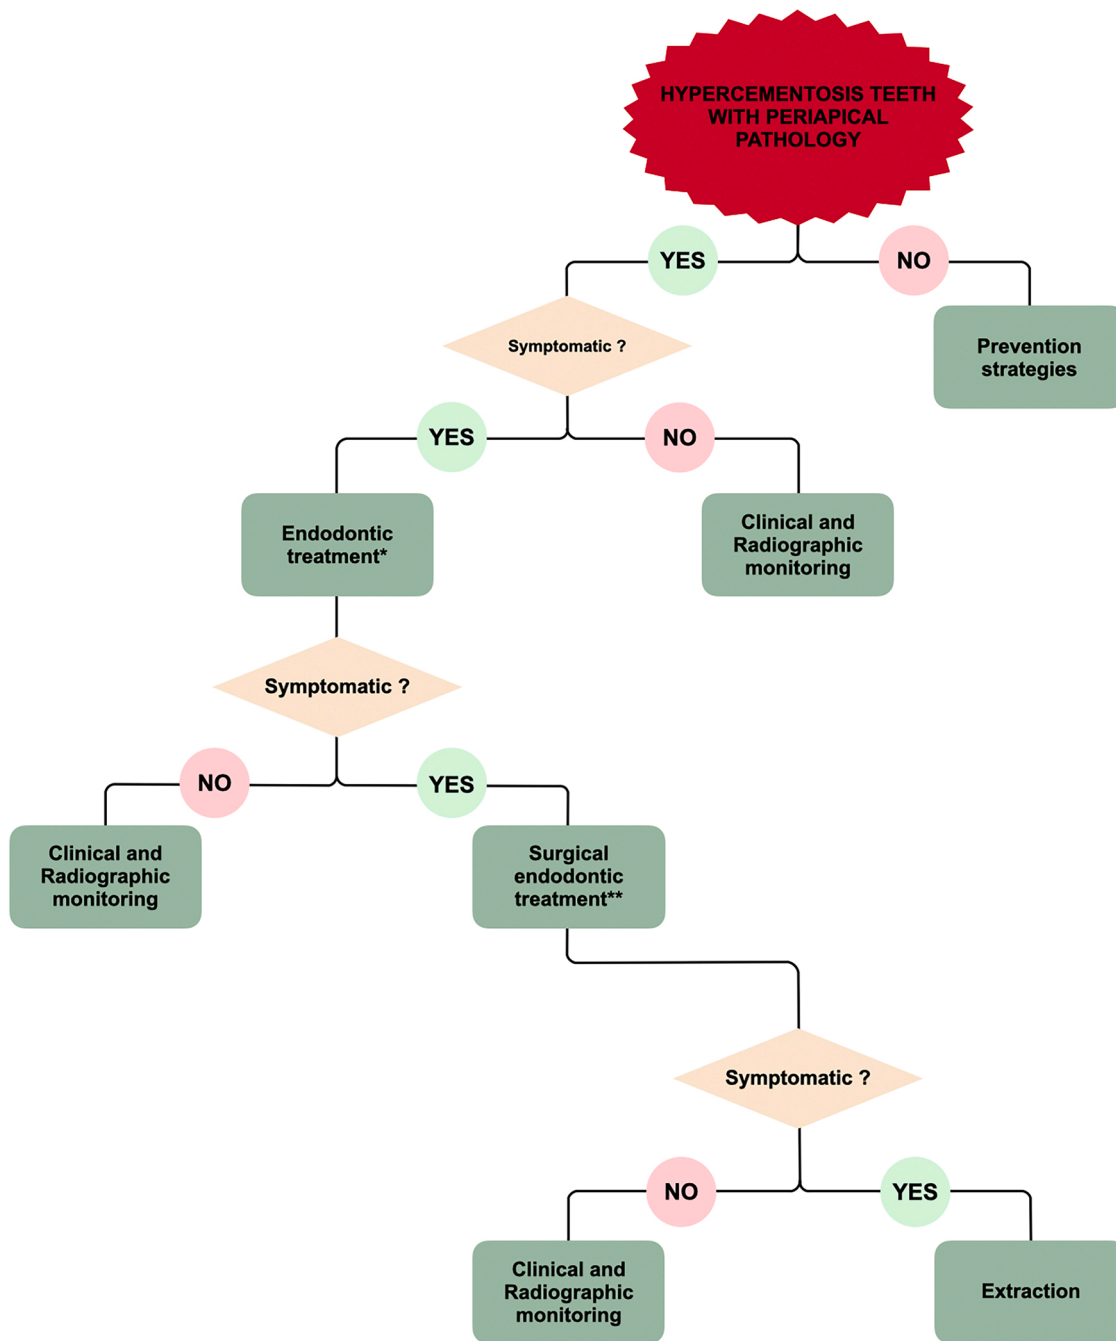 HYPERCEMENTOSIS TEETH
WITH PERIAPICAL
PATHOLOGY
YES
NO
Symptomatic ?
Prevention
strategies
YES
NO
Endodontic
treatment*
Clinical and
Radiographic
monitoring
Symptomatic ?
NO
YES
Clinical and
Radiographic
monitoring
Surgical
endodontic
treatment**
Symptomatic ?
NO
YES
Clinical and
Radiographic
monitoring
Extraction